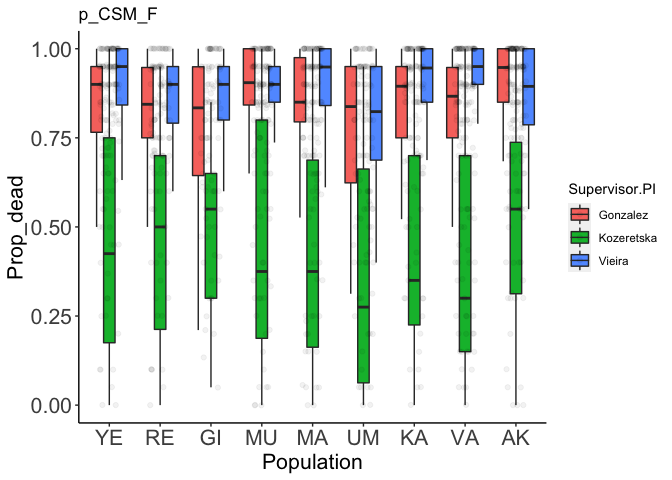 p_CSM_F
Prop_dead
1.00
0.75
0.50
0.25
0.00
YE RE GI MU MA UM KA VA AK
Population
Supervisor.PI
Gonzalez
Kozeretska
Vieira